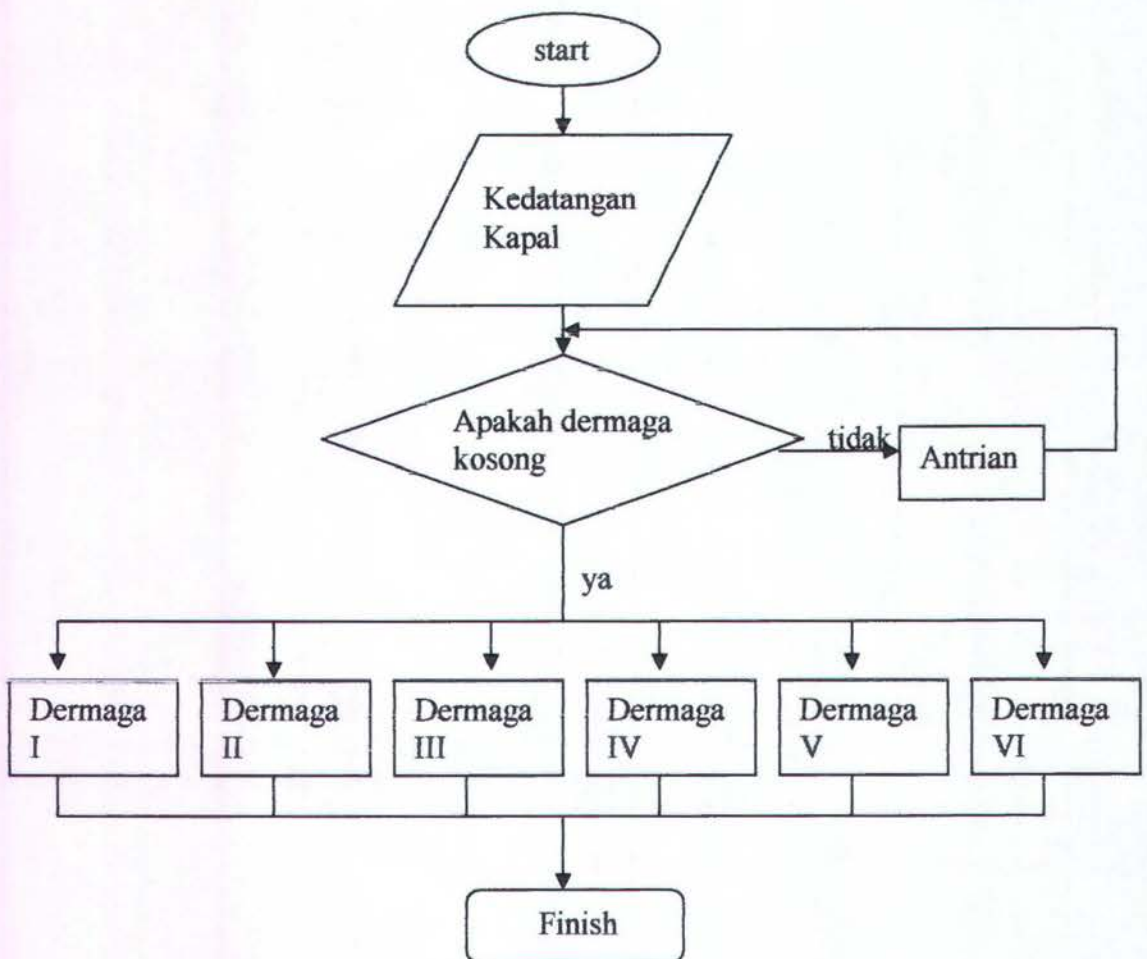 start
Kedatangan
Kapal
Apakah dermaga
kosong
tidak
Antrian
ya
Dermaga
I
Dermaga
II
Dermaga
III
Dermaga
IV
Dermaga
V
Dermaga
VI
Finish